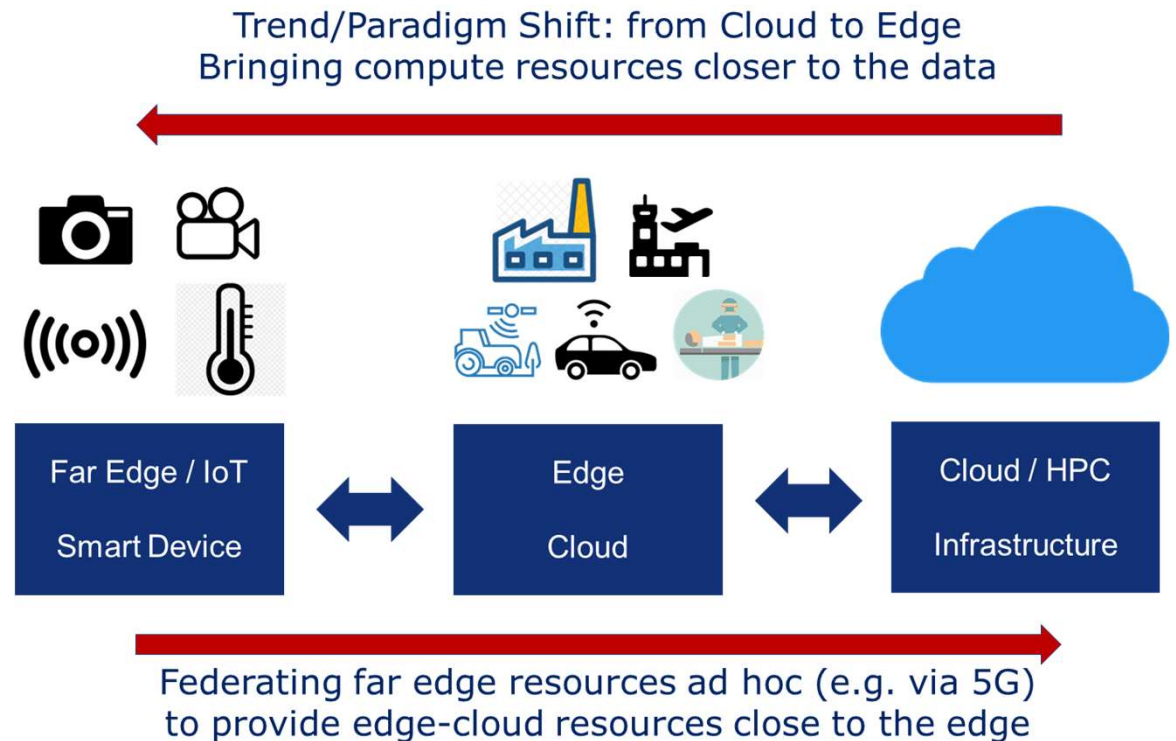 Trend/Paradigm Shift: from Cloud to Edge
Bringing compute resources closer to the data
Far Edge / IoT
Smart Device
Edge
Cloud
Cloud / HPC
Infrastructure
Federating far edge resources ad hoc (e.g. via 5G)
to provide edge-cloud resources close to the edge